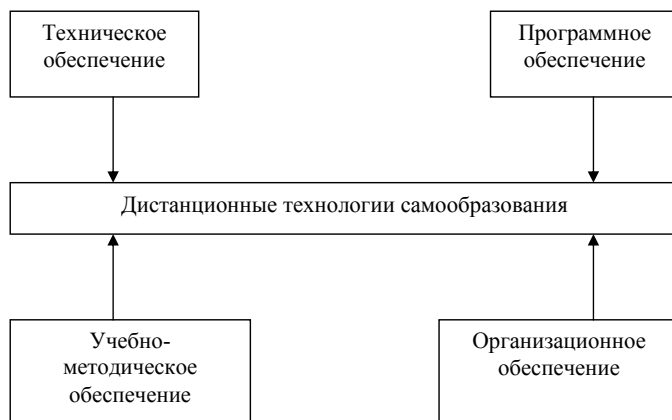 Техническое
обеспечение
Программное
обеспечение
Дистанционные технологии самообразования
Учебно-
методическое
обеспечение
Организационное
обеспечение